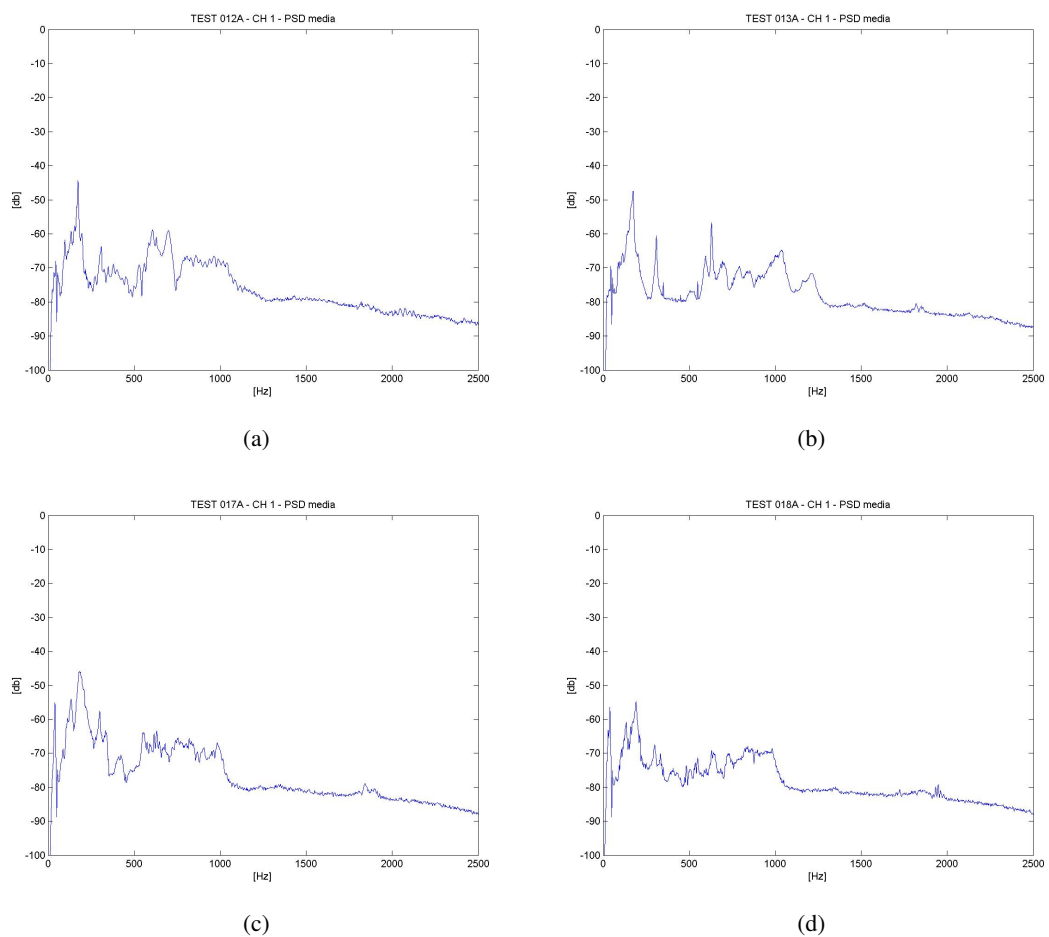 TEST 012A - CH 1 - PSD media
0
-10
-20
-30
-40
-50
-60
-70
-80
-90
-100
[db]
0 500 1000 1500 2000 2500
[Hz]
(a)
TEST 013A - CH 1 - PSD media
0
-10
-20
-30
-40
-50
-60
-70
-80
-90
-100
[db]
0 500 1000 1500 2000 2500
[Hz]
(b)
TEST 017A - CH 1 - PSD media
0
-10
-20
-30
-40
-50
-60
-70
-80
-90
-100
[db]
0 500 1000 1500 2000 2500
[Hz]
(c)
TEST 018A - CH 1 - PSD media
0
-10
-20
-30
-40
-50
-60
-70
-80
-90
-100
[db]
0 500 1000 1500 2000 2500
[Hz]
(d)